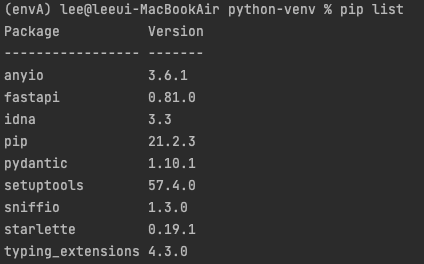 (envA) lee@leeui-MacBookAir python-venv % pip list
Package           Version
----------------- -------
anyio             3.6.1
fastapi           0.81.0
idna              3.3
pip               21.2.3
pydantic          1.10.1
setuptools        57.4.0
sniffio           1.3.0
starlette         0.19.1
typing_extensions 4.3.0